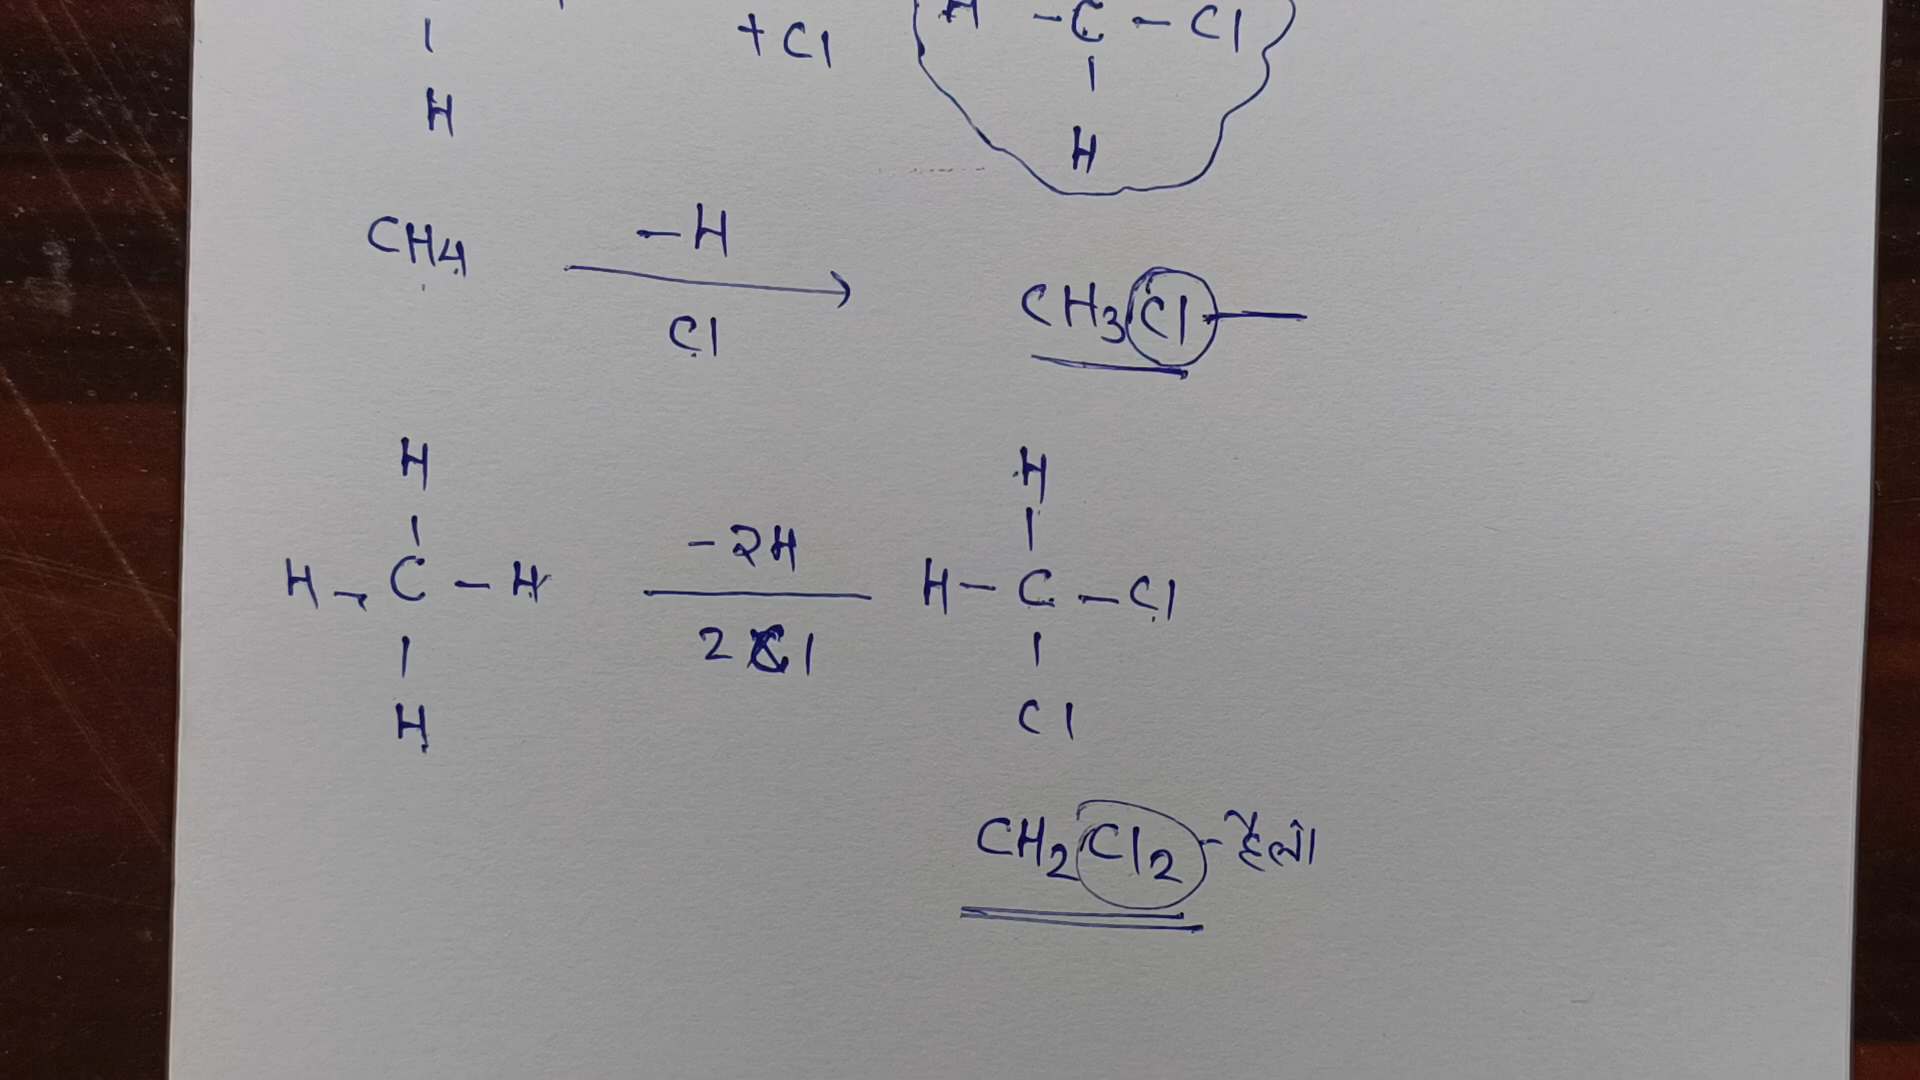 H - C - Cl
+ Cl
H
H
- H
CH4 → CH3Cl
Cl
H H
- 2H
H - C - H H - C - Cl
2Cl
H Cl
CH2Cl2 - हैलो